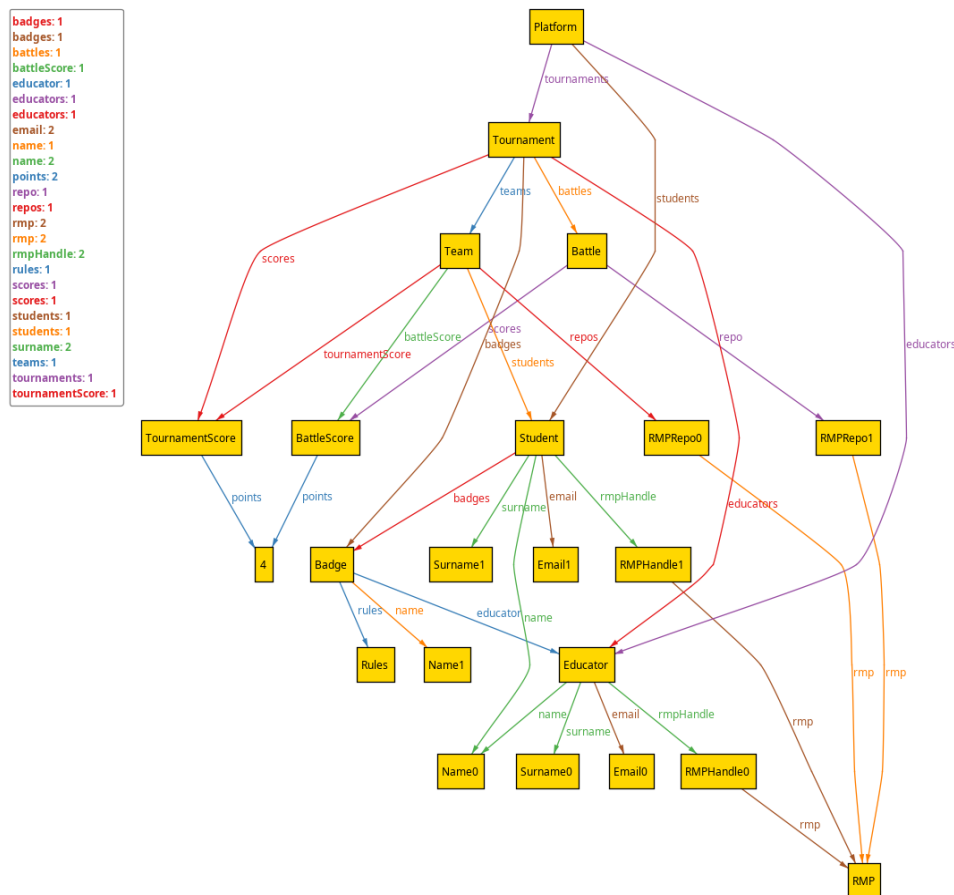 badges: 1
badges: 1
battles: 1
battleScore: 1
educator: 1
educators: 1
educators: 1
email: 2
name: 1
name: 2
points: 2
repo: 1
repos: 1
rmp: 2
rmp: 2
rmpHandle: 2
rules: 1
scores: 1
scores: 1
students: 1
students: 1
surname: 2
teams: 1
tournaments: 1
tournamentScore: 1
Platform
tournaments
Tournament
teams
battles
students
Team
Battle
scores
battleScore
scores
badges
tournamentScore
students
repos
repo
educators
TournamentScore
BattleScore
Student
RMPRepo0
RMPRepo1
points
points
badges
surname
email
rmpHandle
educators
4
Badge
Surname1
Email1
RMPHandle1
rules
name
educator
name
Rules
Name1
Educator
rmp
rmp
name
surname
email
rmpHandle
rmp
Name0
Surname0
Email0
RMPHandle0
rmp
RMP